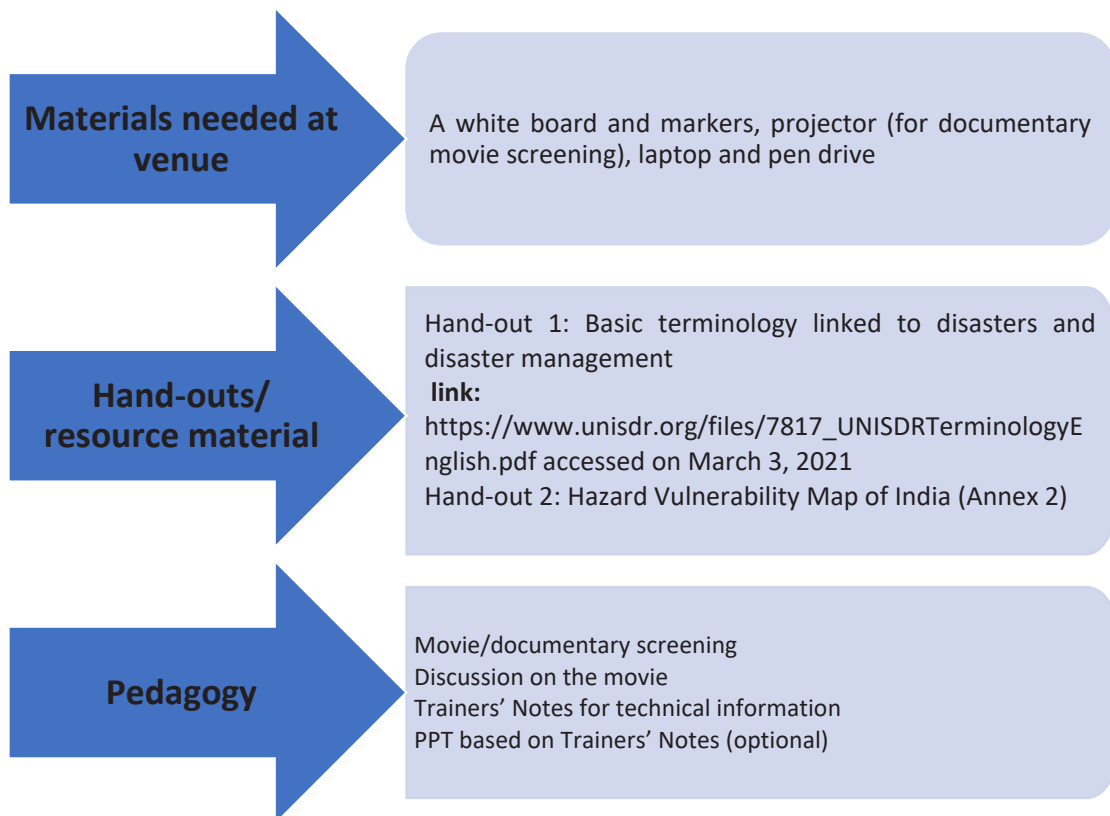 Materials needed at
venue
A white board and markers, projector (for documentary
movie screening), laptop and pen drive
Hand-outs/
resource material
Hand-out 1: Basic terminology linked to disasters and
disaster management
link:
https://www.unisdr.org/files/7817_UNISDRTerminologyE
nglish.pdf accessed on March 3, 2021
Hand-out 2: Hazard Vulnerability Map of India (Annex 2)
Pedagogy
Movie/documentary screening
Discussion on the movie
Trainers’ Notes for technical information
PPT based on Trainers’ Notes (optional)